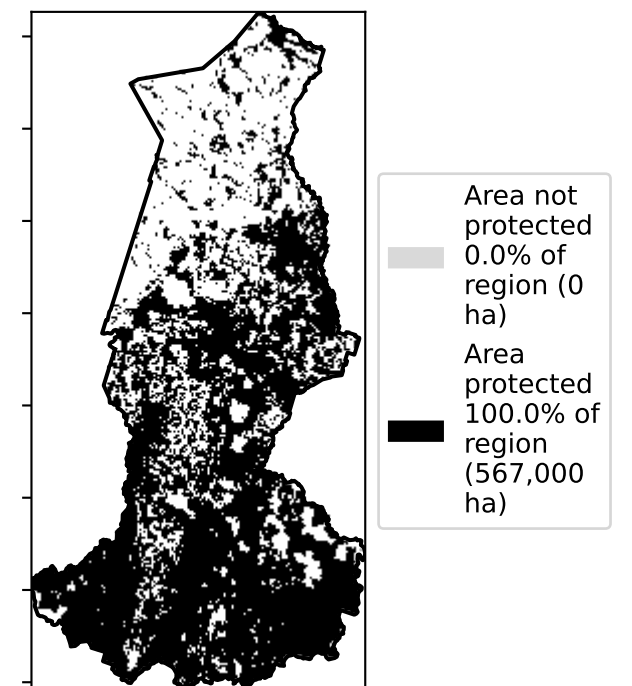 Area not
protected
0.0% of
region (0
ha)
Area
protected
100.0% of
region
(567,000
ha)